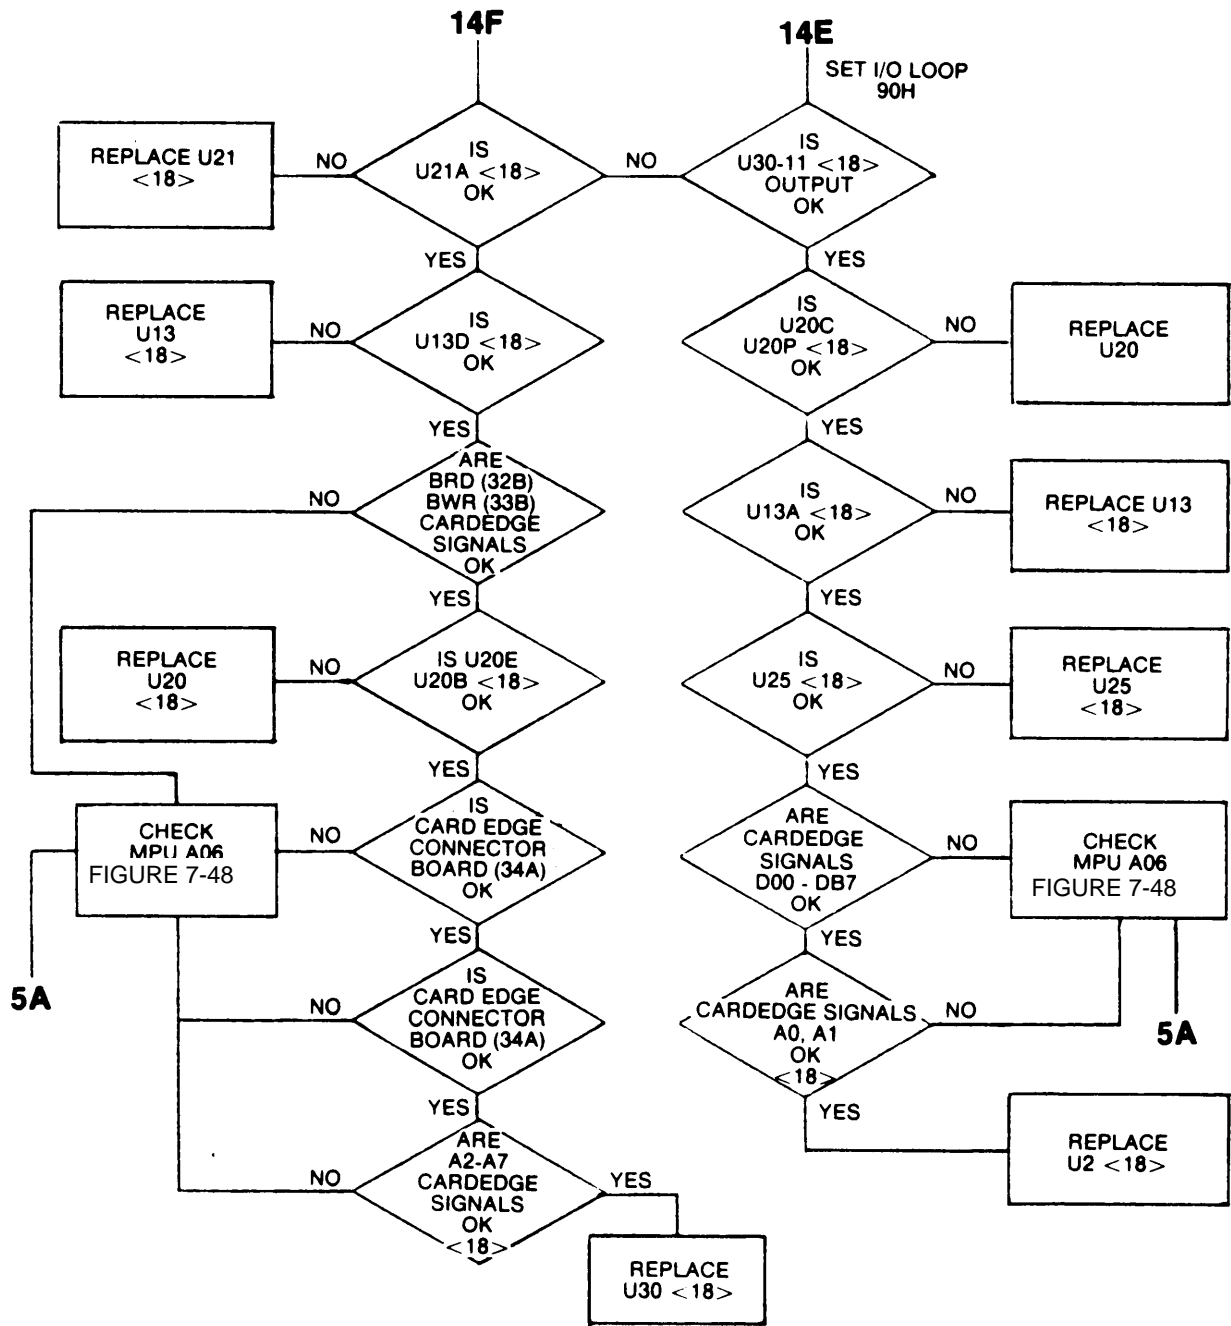 14F
14E
SET I/O LOOP
90H
REPLACE U21
<18>
NO
IS
U21A <18>
OK
NO
IS
U30-11 <18>
OUTPUT
OK
YES
YES
REPLACE
U13
<18>
NO
IS
U13D <18>
OK
IS
U20C
U20P <18>
OK
NO
REPLACE
U20
YES
YES
NO
ARE
BRD (32B)
BWR (33B)
CARDEDGE
SIGNALS
OK
IS
U13A <18>
OK
NO
REPLACE U13
<18>
YES
YES
REPLACE
U20
<18>
NO
IS U20E
U20B <18>
OK
IS
U25 <18>
OK
NO
REPLACE
U25
<18>
YES
YES
CHECK
MPU A06
FIGURE 7-48
NO
IS
CARD EDGE
CONNECTOR
BOARD (34A)
OK
ARE
CARDEDGE
SIGNALS
D00 - DB7
OK
NO
CHECK
MPU A06
FIGURE 7-48
YES
YES
5A
NO
IS
CARD EDGE
CONNECTOR
BOARD (34A)
OK
ARE
CARDEDGE SIGNALS
A0, A1
OK
<18>
NO
5A
YES
YES
NO
ARE
A2-A7
CARDEDGE
SIGNALS
OK
<18>
YES
REPLACE
U2 <18>
REPLACE
U30 <18>